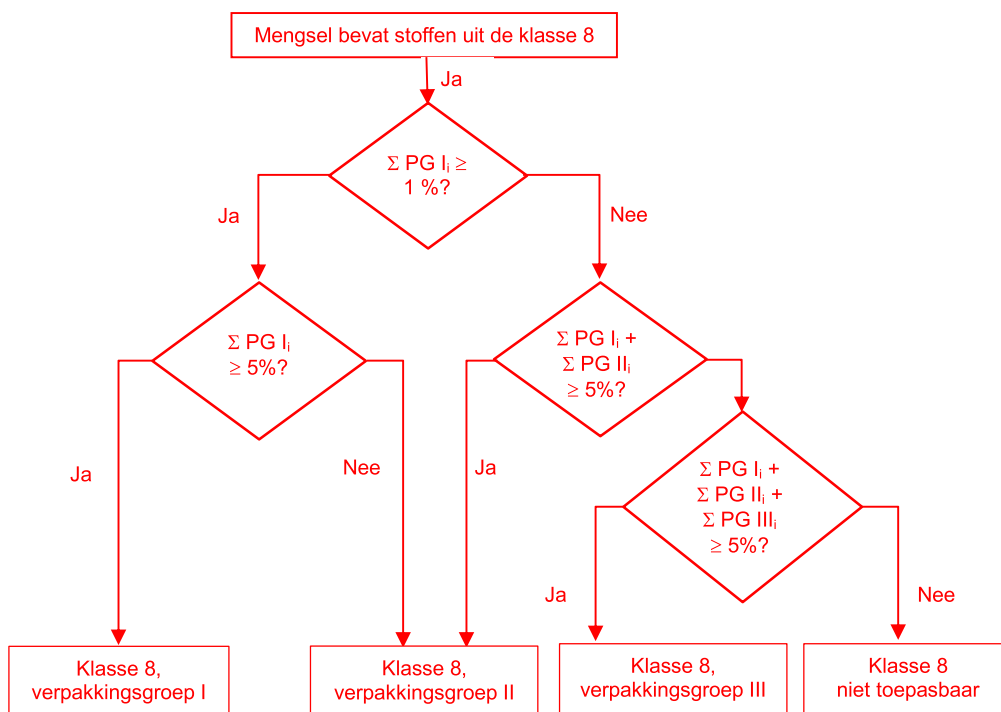 Mengsel bevat stoffen uit de klasse 8
Ja
Σ PG Iᵢ ≥
1 %?
Ja
Nee
Σ PG Iᵢ
≥ 5%?
Σ PG Iᵢ +
Σ PG IIᵢ
≥ 5%?
Ja
Nee
Ja
Σ PG Iᵢ +
Σ PG IIᵢ +
Σ PG IIIᵢ
≥ 5%?
Ja
Nee
Klasse 8,
verpakkingsgroep I
Klasse 8,
verpakkingsgroep II
Klasse 8,
verpakkingsgroep III
Klasse 8
niet toepasbaar